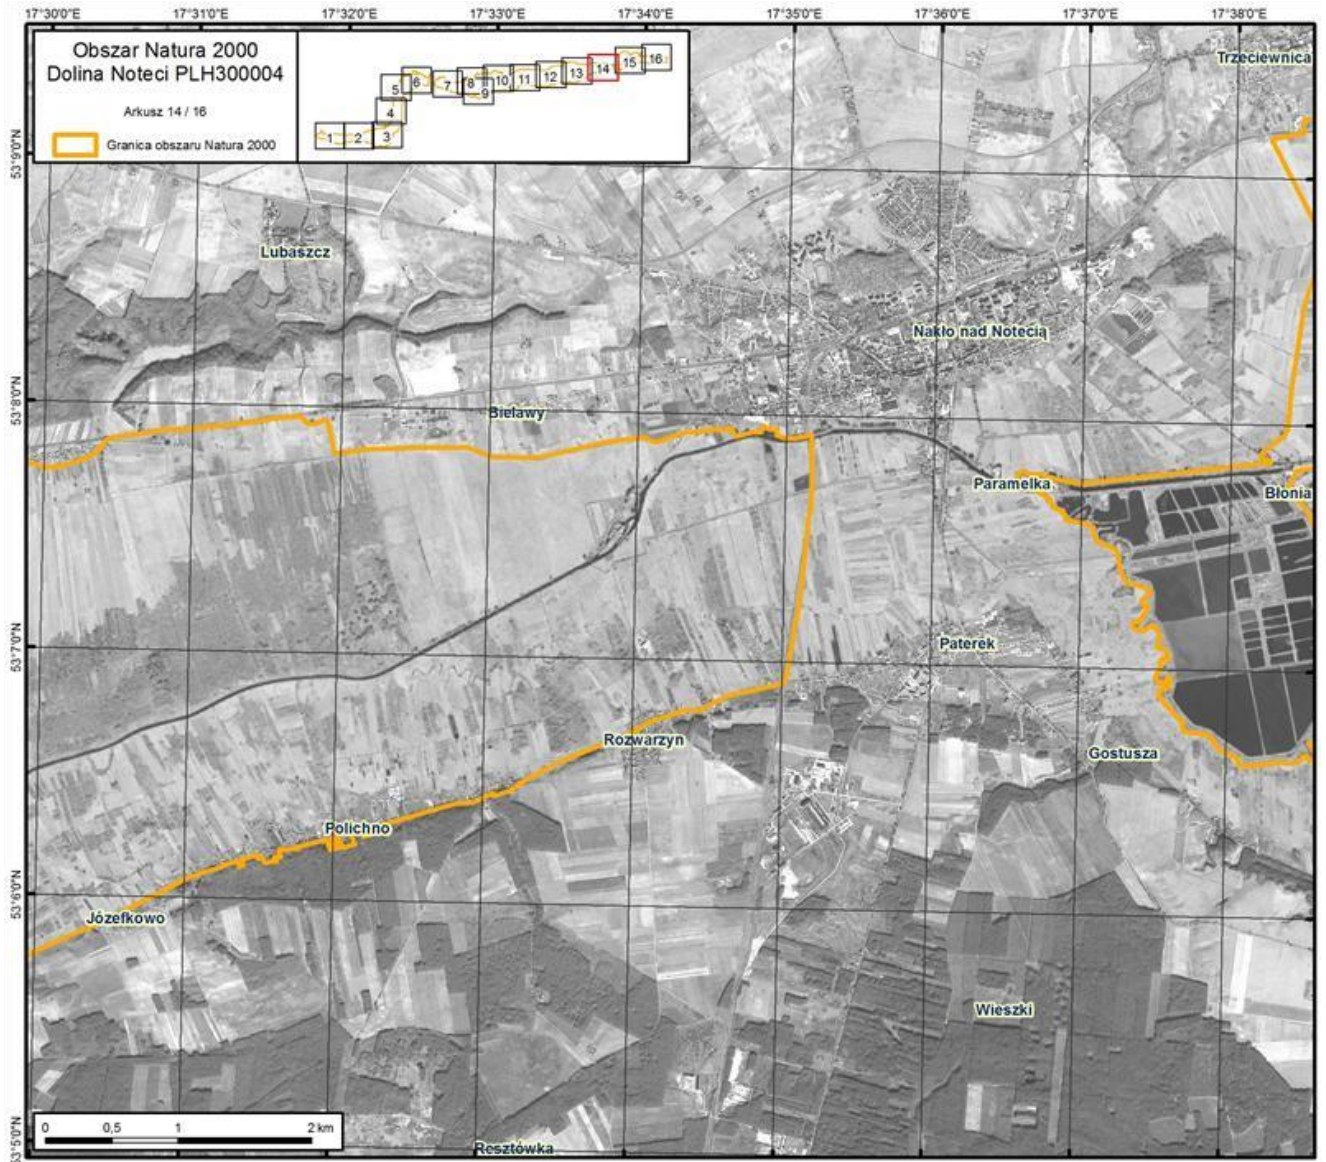 17°30'0"E 17°31'0"E 17°32'0"E 17°33'0"E 17°34'0"E 17°35'0"E 17°36'0"E 17°37'0"E 17°38'0"E
Obszar Natura 2000
Dolina Noteci PLH300004
Arkusz 14 / 16
Granica obszaru Natura 2000
1 2 3 4 5 6 7 8 9 10 11 12 13 14 15 16
Trzeciewnica
53°9'0"N
Lubaszcz
Nakło nad Notecią
53°8'0"N
Bielawy
Paramelka
Błonia
53°7'0"N
Paterek
Rozwarzyn
Gostusza
Polichno
53°6'0"N
Józefkowo
Wieszki
53°5'0"N
0 0,5 1 2 km
Resztówka